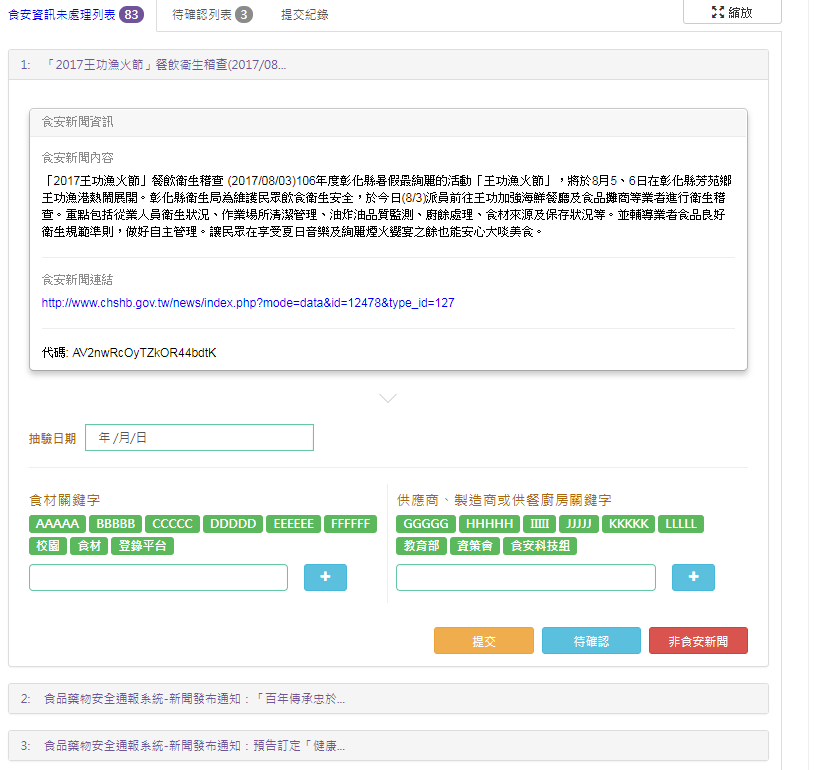 食安資訊未處理列表 83 待確認列表 3 提交紀錄 縮放
1: 「2017王功漁火節」餐飲衛生稽查(2017/08...
食安新聞資訊
食安新聞內容
「2017王功漁火節」餐飲衛生稽查 (2017/08/03)106年度彰化縣暑假最絢麗的活動「王功漁火節」，將於8月5、6日在彰化縣芳苑鄉
王功漁港熱鬧展開。彰化縣衛生局為維護民眾飲食衛生安全，於今日(8/3)派員前往王功加強海鮮餐廳及食品攤商等業者進行衛生稽
查。重點包括從業人員衛生狀況、作業場所清潔管理、油炸油品質監測、廚餘處理、食材來源及保存狀況等。並輔導業者食品良好
衛生規範準則，做好自主管理。讓民眾在享受夏日音樂及絢麗煙火饗宴之餘也能安心大啖美食。
食安新聞連結
http://www.chshb.gov.tw/news/index.php?mode=data&id=12478&type_id=127
代碼: AV2nwRcOyTZkOR44bdtK
抽驗日期 年 /月/日
食材關鍵字
AAAAA BBBBB CCCCC DDDDD EEEEEE FFFFFF
校園 食材 登錄平台
供應商、製造商或供餐廚房關鍵字
GGGGG HHHHH IIIII JJJJJ KKKKK LLLLL
教育部 資策會 食安科技組
提交 待確認 非食安新聞
2: 食品藥物安全通報系統-新聞發布通知：「百年傳承忠於...
3: 食品藥物安全通報系統-新聞發布通知：預告訂定「健康...